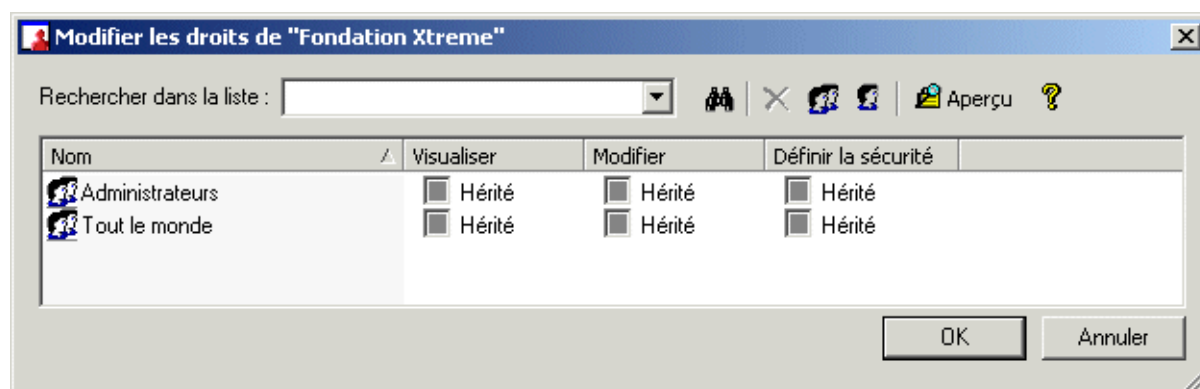 Modifier les droits de "Fondation Xtreme"
Rechercher dans la liste :
Aperçu
Nom Visualiser Modifier Définir la sécurité
Administrateurs Hérité Hérité Hérité
Tout le monde Hérité Hérité Hérité
OK Annuler